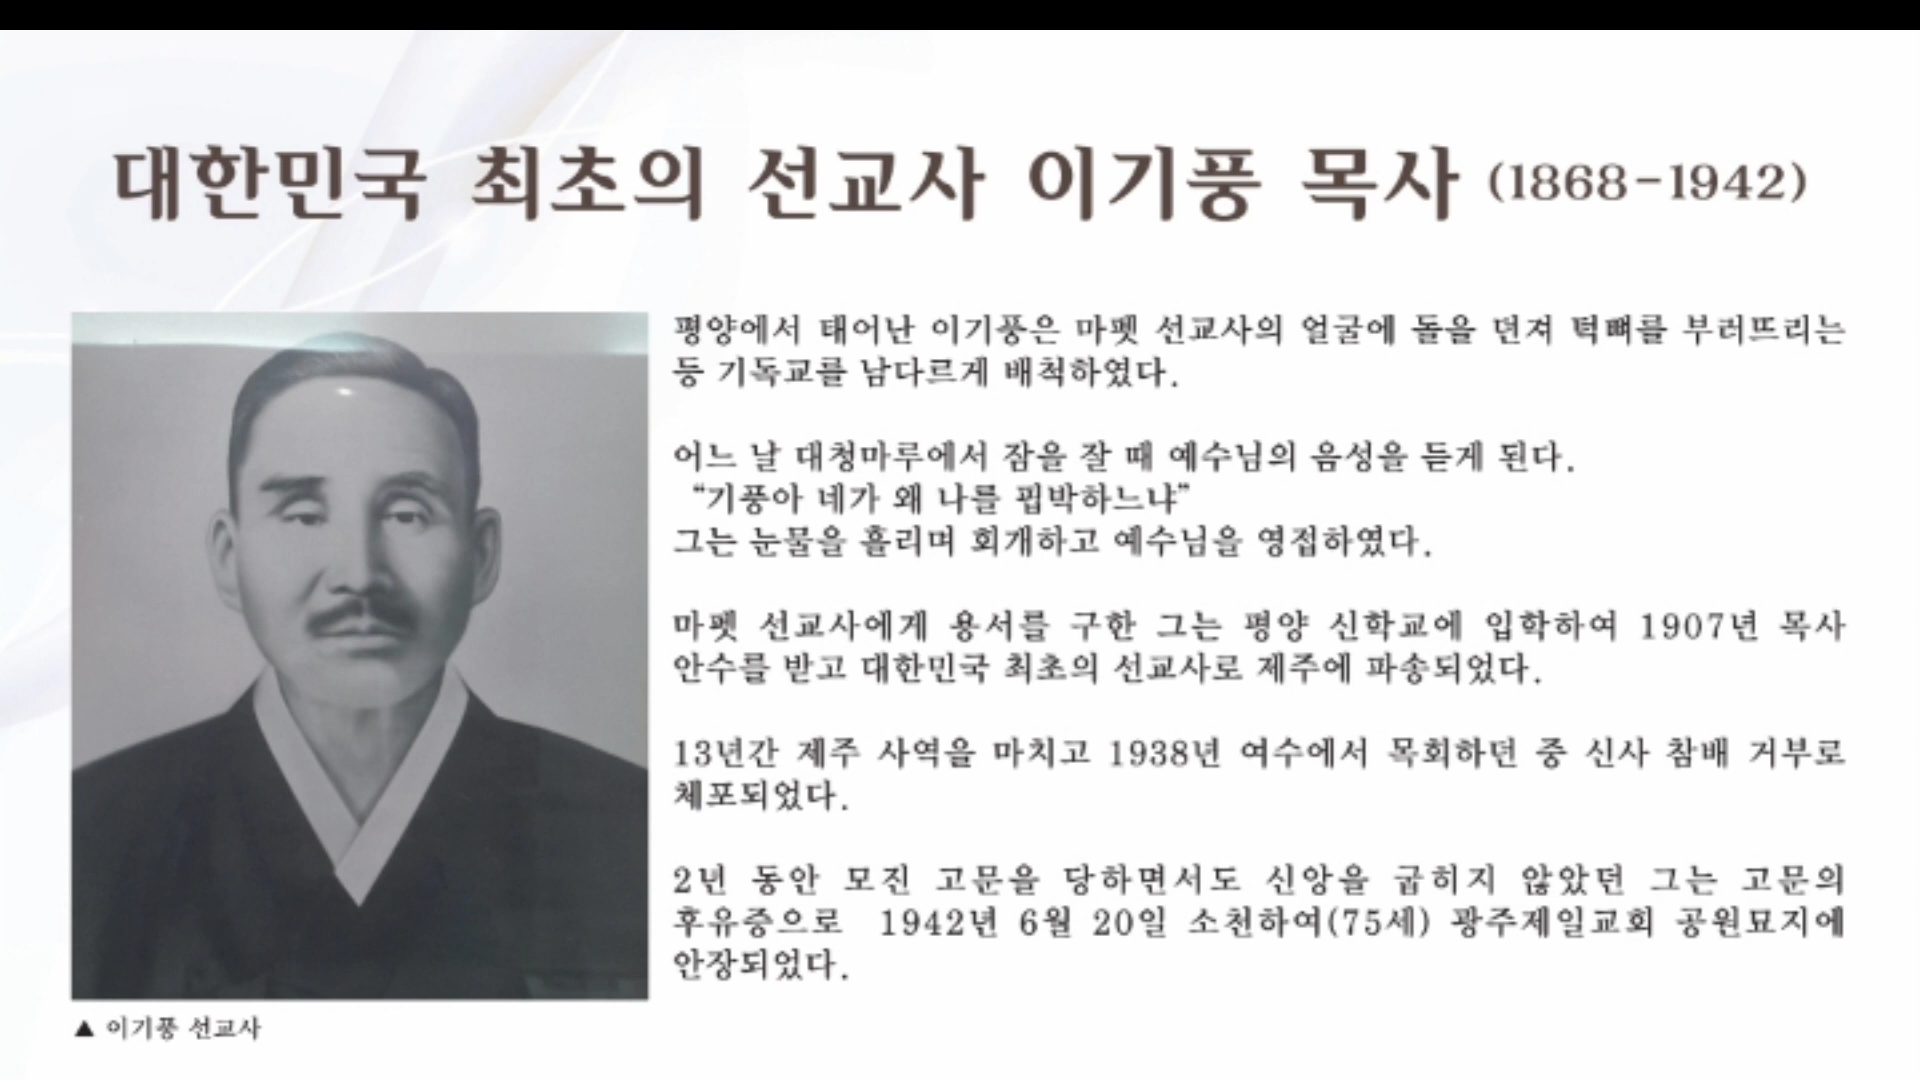 대한민국 최초의 선교사 이기풍 목사 (1868-1942)
평양에서 태어난 이기풍은 마펫 선교사의 얼굴에 돌을 던져 턱뼈를 부러뜨리는
등 기독교를 남다르게 배척하였다.
어느 날 대청마루에서 잠을 잘 때 예수님의 음성을 듣게 된다.
“기풍아 네가 왜 나를 핍박하느냐”
그는 눈물을 흘리며 회개하고 예수님을 영접하였다.
마펫 선교사에게 용서를 구한 그는 평양 신학교에 입학하여 1907년 목사
안수를 받고 대한민국 최초의 선교사로 제주에 파송되었다.
13년간 제주 사역을 마치고 1938년 여수에서 목회하던 중 신사 참배 거부로
체포되었다.
2년 동안 모진 고문을 당하면서도 신앙을 굽히지 않았던 그는 고문의
후유증으로 1942년 6월 20일 소천하여(75세) 광주제일교회 공원묘지에
안장되었다.
▲ 이기풍 선교사